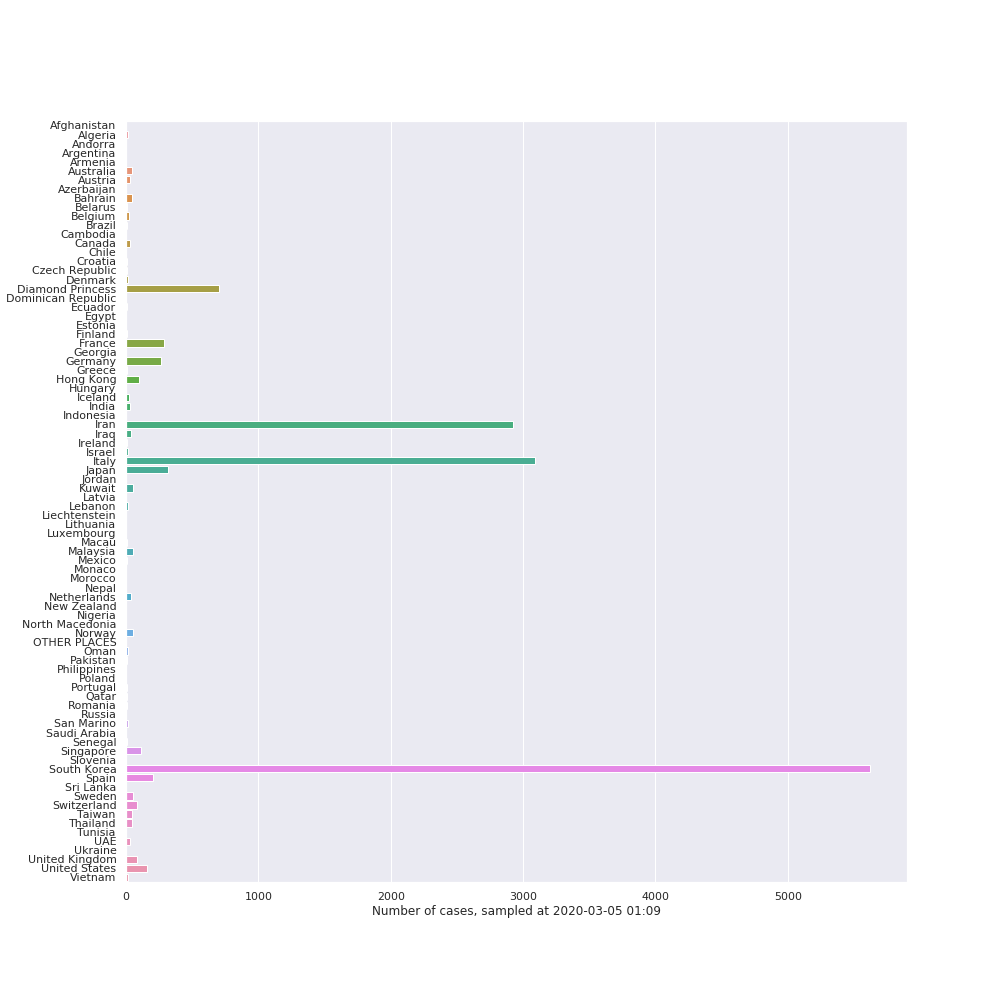 Afghanistan
Algeria
Andorra
Argentina
Armenia
Australia
Austria
Azerbaijan
Bahrain
Belarus
Belgium
Brazil
Cambodia
Canada
Chile
Croatia
Czech Republic
Denmark
Diamond Princess
Dominican Republic
Ecuador
Egypt
Estonia
Finland
France
Georgia
Germany
Greece
Hong Kong
Hungary
Iceland
India
Indonesia
Iran
Iraq
Ireland
Israel
Italy
Japan
Jordan
Kuwait
Latvia
Lebanon
Liechtenstein
Lithuania
Luxembourg
Macau
Malaysia
Mexico
Monaco
Morocco
Nepal
Netherlands
New Zealand
Nigeria
North Macedonia
Norway
OTHER PLACES
Oman
Pakistan
Philippines
Poland
Portugal
Qatar
Romania
Russia
San Marino
Saudi Arabia
Senegal
Singapore
Slovenia
South Korea
Spain
Sri Lanka
Sweden
Switzerland
Taiwan
Thailand
Tunisia
UAE
Ukraine
United Kingdom
United States
Vietnam
0 1000 2000 3000 4000 5000
Number of cases, sampled at 2020-03-05 01:09